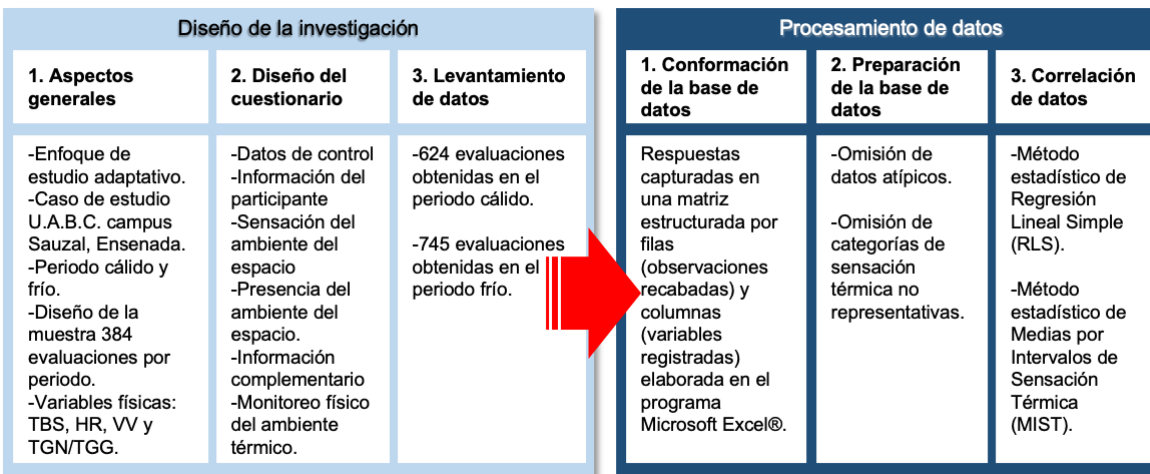 Diseño de la investigación
1. Aspectos
generales
2. Diseño del
cuestionario
3. Levantamiento
de datos
-Enfoque de
estudio adaptativo.
-Caso de estudio
U.A.B.C. campus
Sauzal, Ensenada.
-Periodo cálido y
frío.
-Diseño de la
muestra 384
evaluaciones por
periodo.
-Variables físicas:
TBS, HR, VV y
TGN/TGG.
-Datos de control
-Información del
participante
-Sensación del
ambiente del
espacio
-Presencia del
ambiente del
espacio.
-Información
complementario
-Monitoreo físico
del ambiente
térmico.
-624 evaluaciones
obtenidas en el
periodo cálido.
-745 evaluaciones
obtenidas en el
periodo frío.
Procesamiento de datos
1. Conformación
de la base de
datos
2. Preparación
de la base de
datos
3. Correlación
de datos
Respuestas
capturadas en
una matriz
estructurada por
filas
(observaciones
recabadas) y
columnas
(variables
registradas)
elaborada en el
programa
Microsoft Excel®.
-Omisión de
datos atípicos.
-Omisión de
categorías de
sensación
térmica no
representativas.
-Método
estadístico de
Regresión
Lineal Simple
(RLS).
-Método
estadístico de
Medias por
Intervalos de
Sensación
Térmica
(MIST).